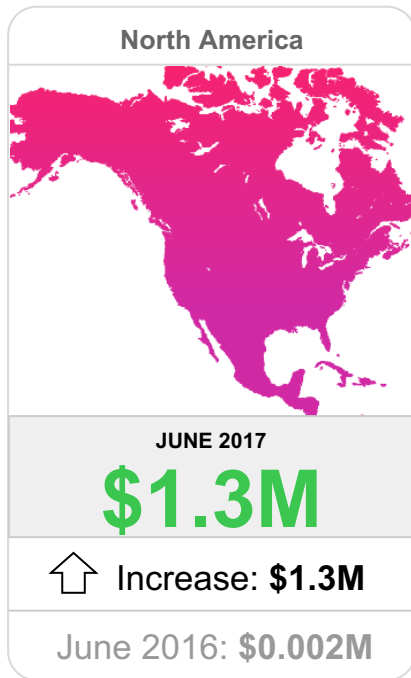 North America
JUNE 2017
$1.3M
Increase: $1.3M
June 2016: $0.002M